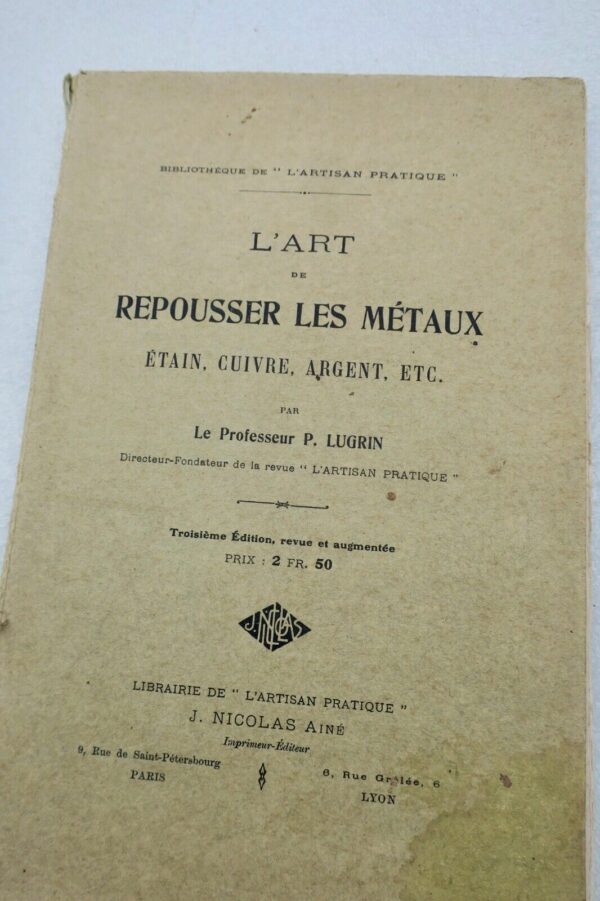 BIBLIOTHÈQUE DE “ L'ARTISAN PRATIQUE ”
L'ART
DE
REPOUSSER LES MÉTAUX
ÉTAIN, CUIVRE, ARGENT, ETC.
PAR
Le Professeur P. LUGRIN
Directeur-Fondateur de la revue “ L'ARTISAN PRATIQUE ”
Troisième Édition, revue et augmentée
PRIX : 2 FR. 50
J. NICOLAS
LIBRAIRIE DE “ L'ARTISAN PRATIQUE ”
J. NICOLAS AINÉ
Imprimeur-Éditeur
9, Rue de Saint-Pétersbourg
PARIS
6, Rue Grôlée, 6
LYON